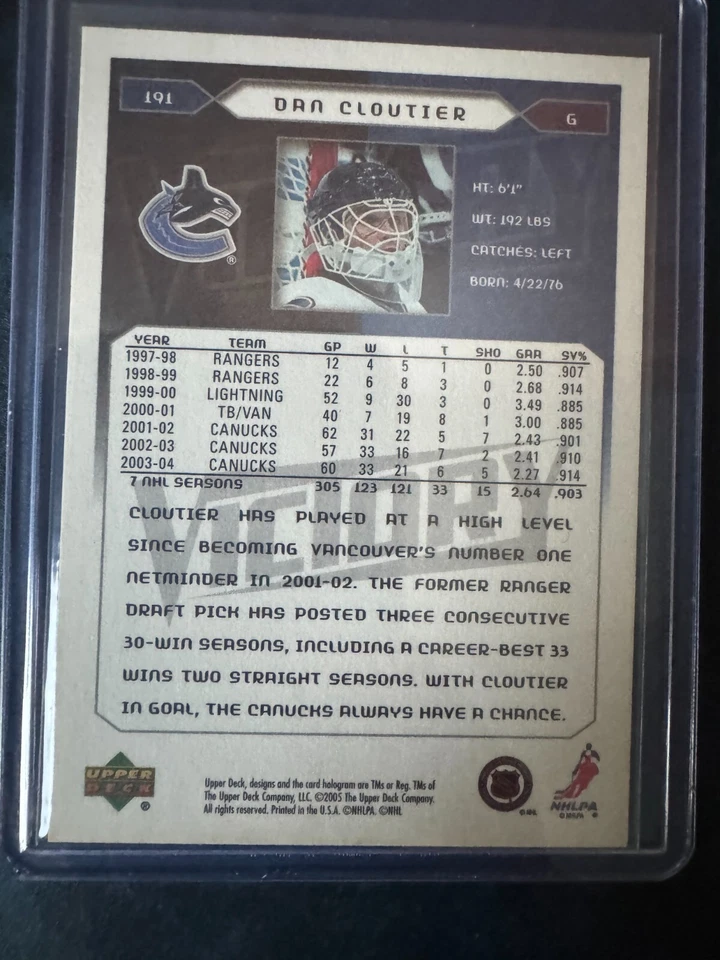 191 DAN CLOUTIER G
HT: 6'1"
WT: 192 LBS
CATCHES: LEFT
BORN: 4/22/76
YEAR TEAM GP W L T SHO GAA SV%
1997-98 RANGERS 12 4 5 1 0 2.50 .907
1998-99 RANGERS 22 6 8 3 0 2.68 .914
1999-00 LIGHTNING 52 9 30 3 0 3.49 .885
2000-01 TB/VAN 40 7 19 8 1 3.00 .885
2001-02 CANUCKS 62 31 22 5 7 2.43 .901
2002-03 CANUCKS 57 33 16 7 2 2.41 .910
2003-04 CANUCKS 60 33 21 6 5 2.27 .914
7 NHL SEASONS 305 123 121 33 15 2.64 .903
VICTORY
CLOUTIER HAS PLAYED AT A HIGH LEVEL
SINCE BECOMING VANCOUVER'S NUMBER ONE
NETMINDER IN 2001-02. THE FORMER RANGER
DRAFT PICK HAS POSTED THREE CONSECUTIVE
30-WIN SEASONS, INCLUDING A CAREER-BEST 33
WINS TWO STRAIGHT SEASONS. WITH CLOUTIER
IN GOAL, THE CANUCKS ALWAYS HAVE A CHANCE.
UPPER
DECK
®
Upper Deck, designs and the card hologram are TMs or Reg. TMs of
The Upper Deck Company, LLC. ©2005 The Upper Deck Company.
All rights reserved. Printed in the U.S.A. ©NHLPA. ©NHL
NHLPA